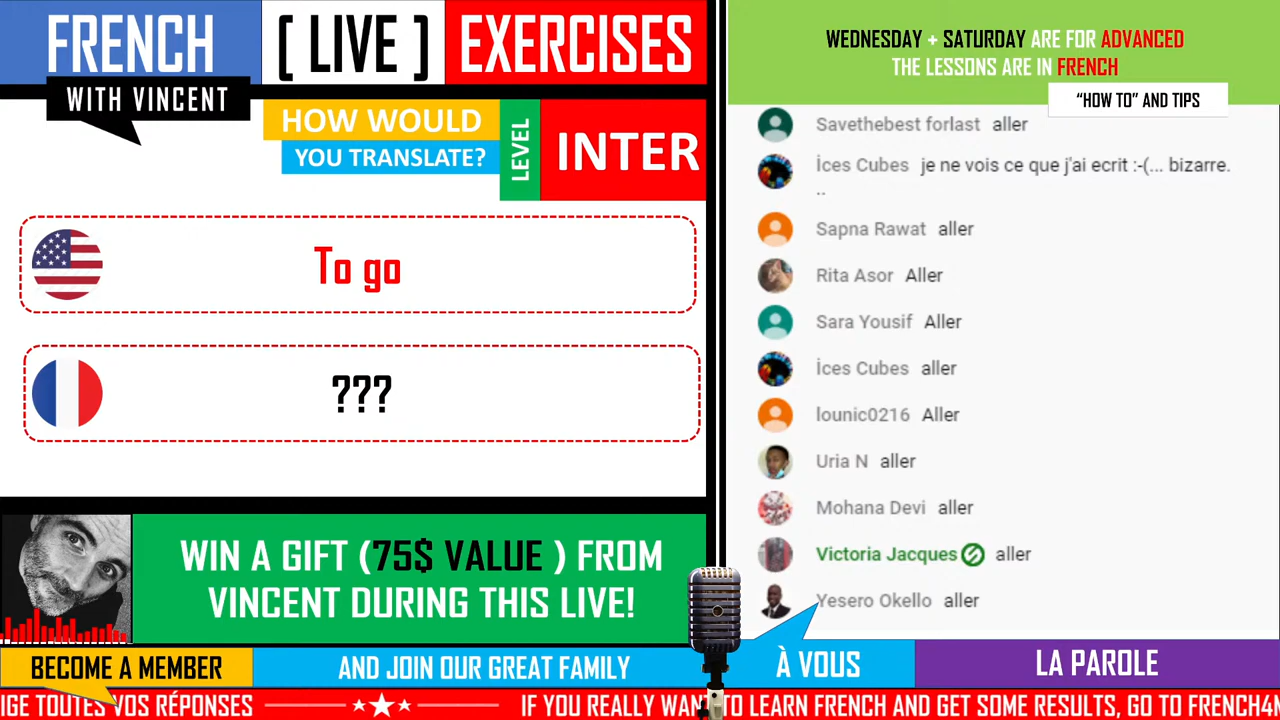 FRENCH
[ LIVE ]
EXERCISES
WITH VINCENT
HOW WOULD
YOU TRANSLATE?
LEVEL
INTER
To go
???
WIN A GIFT (75$ VALUE ) FROM
VINCENT DURING THIS LIVE!
BECOME A MEMBER
AND JOIN OUR GREAT FAMILY
WEDNESDAY + SATURDAY ARE FOR ADVANCED
THE LESSONS ARE IN FRENCH
“HOW TO” AND TIPS
Savethebest forlast aller
İces Cubes je ne vois ce que j'ai ecrit :-(... bizarre.
..
Sapna Rawat aller
Rita Asor Aller
Sara Yousif Aller
İces Cubes aller
lounic0216 Aller
Uria N aller
Mohana Devi aller
Victoria Jacques aller
Yesero Okello aller
À VOUS
LA PAROLE
IGE TOUTES VOS RÉPONSES
IF YOU REALLY WANT TO LEARN FRENCH AND GET SOME RESULTS, GO TO FRENCH4